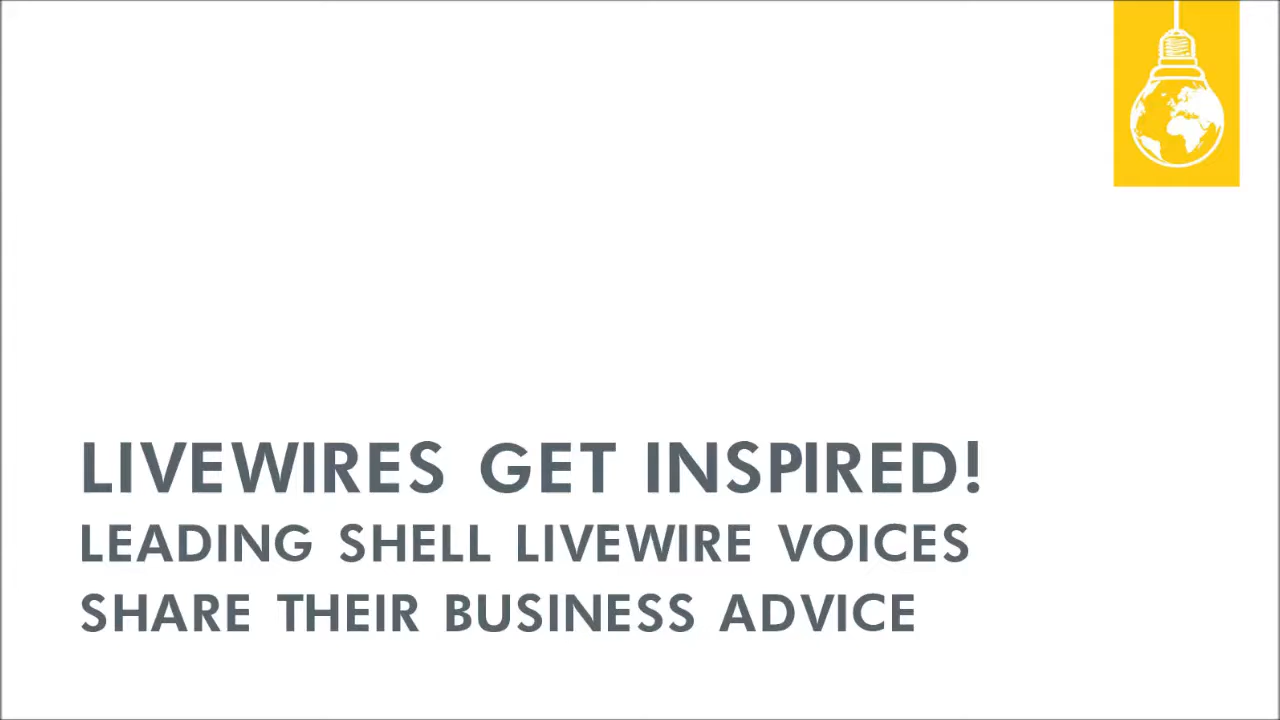 LIVEWIRES GET INSPIRED!
LEADING SHELL LIVEWIRE VOICES
SHARE THEIR BUSINESS ADVICE